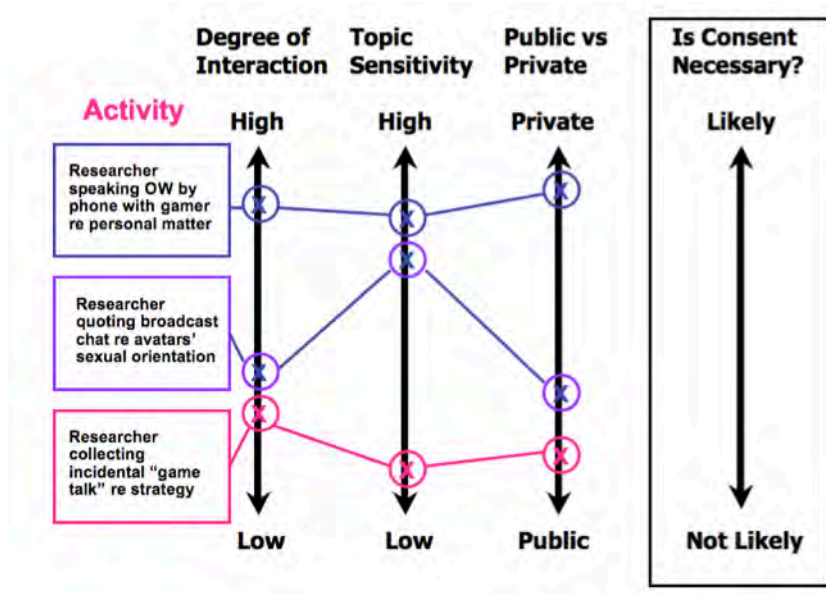 Degree of
Interaction
Topic
Sensitivity
Public vs
Private
Is Consent
Necessary?
Activity
High
High
Private
Likely
Researcher
speaking OW by
phone with gamer
re personal matter
X
X
X
Researcher
quoting broadcast
chat re avatars'
sexual orientation
X
X
X
Researcher
collecting
incidental "game
talk" re strategy
X
X
X
Low
Low
Public
Not Likely